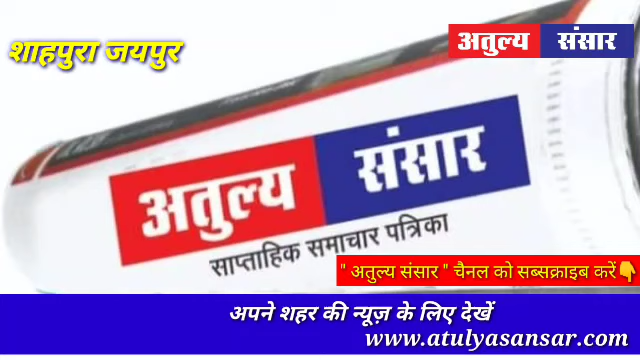 शाहपुरा जयपुर
अतुल्य संसार
अतुल्य संसार
साप्ताहिक समाचार पत्रिका
" अतुल्य संसार " चैनल को सब्सक्राइब करें👇
अपने शहर की न्यूज़ के लिए देखें
www.atulyasansar.com